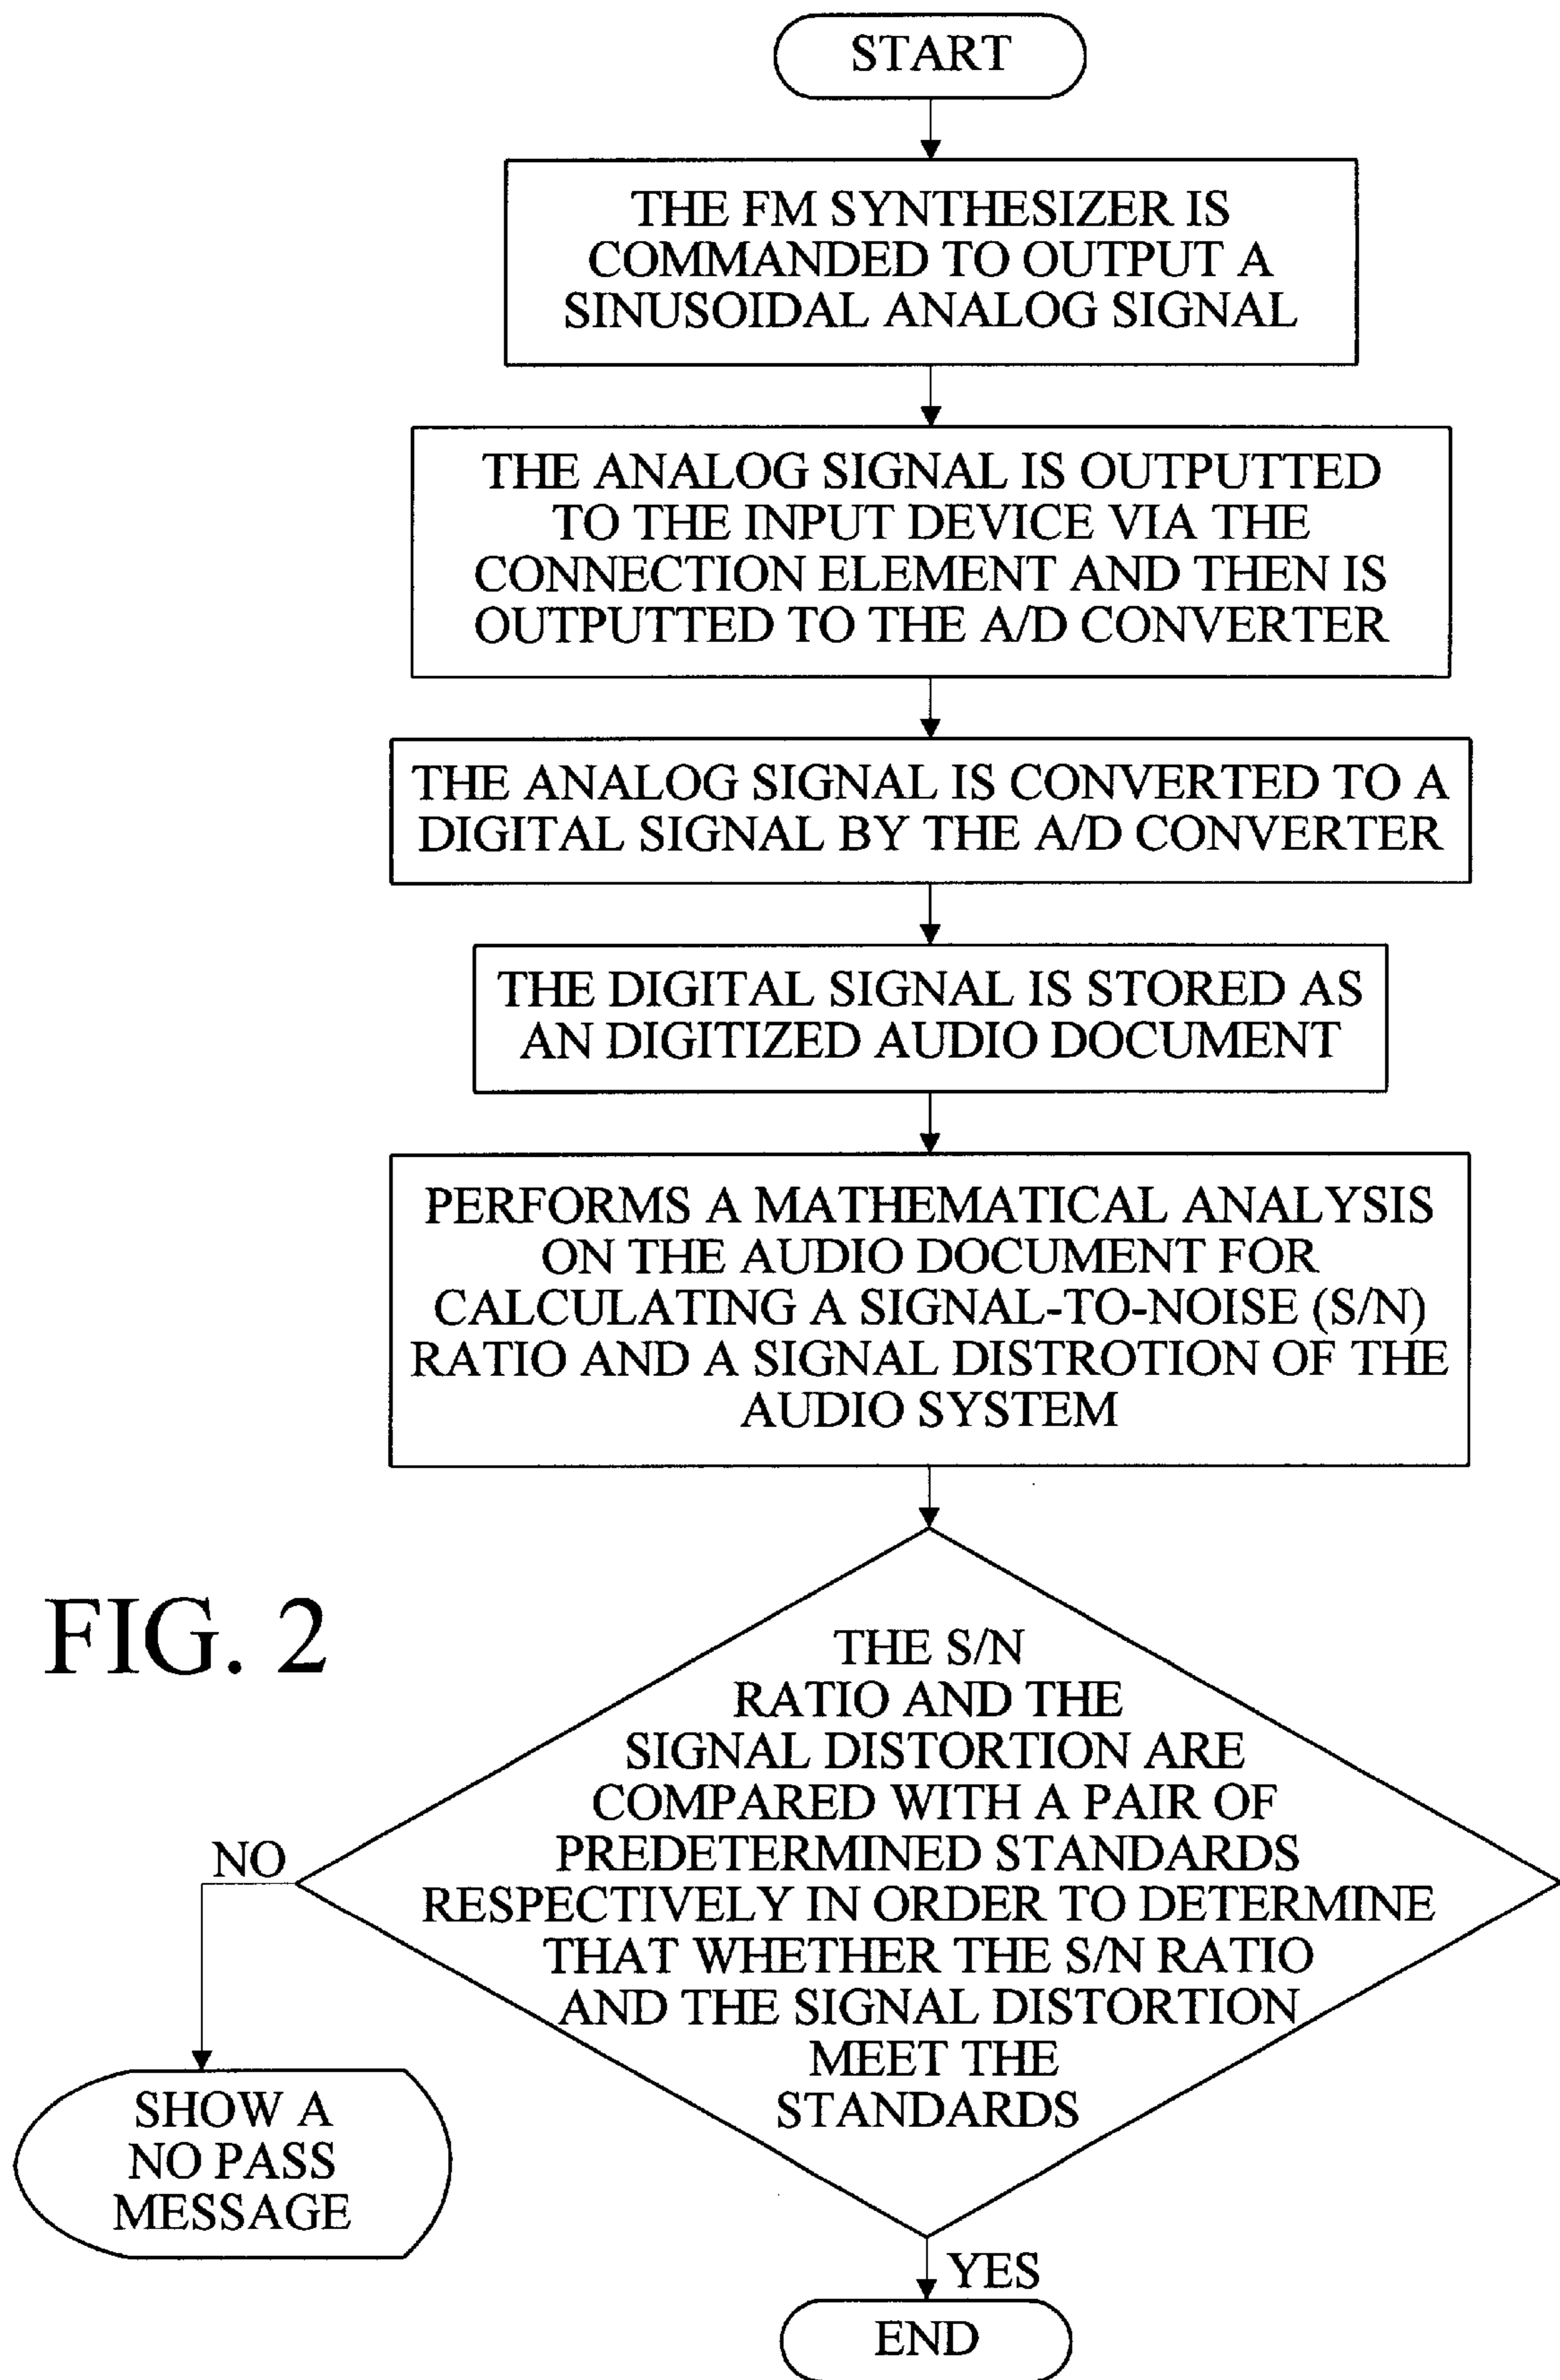 START
THE FM SYNTHESIZER IS
COMMANDED TO OUTPUT A
SINUSOIDAL ANALOG SIGNAL
THE ANALOG SIGNAL IS OUTPUTTED
TO THE INPUT DEVICE VIA THE
CONNECTION ELEMENT AND THEN IS
OUTPUTTED TO THE A/D CONVERTER
THE ANALOG SIGNAL IS CONVERTED TO A
DIGITAL SIGNAL BY THE A/D CONVERTER
THE DIGITAL SIGNAL IS STORED AS
AN DIGITIZED AUDIO DOCUMENT
PERFORMS A MATHEMATICAL ANALYSIS
ON THE AUDIO DOCUMENT FOR
CALCULATING A SIGNAL-TO-NOISE (S/N)
RATIO AND A SIGNAL DISTROTION OF THE
AUDIO SYSTEM
FIG. 2
THE S/N
RATIO AND THE
SIGNAL DISTORTION ARE
COMPARED WITH A PAIR OF
PREDETERMINED STANDARDS
RESPECTIVELY IN ORDER TO DETERMINE
THAT WHETHER THE S/N RATIO
AND THE SIGNAL DISTORTION
MEET THE
STANDARDS
NO
SHOW A
NO PASS
MESSAGE
YES
END